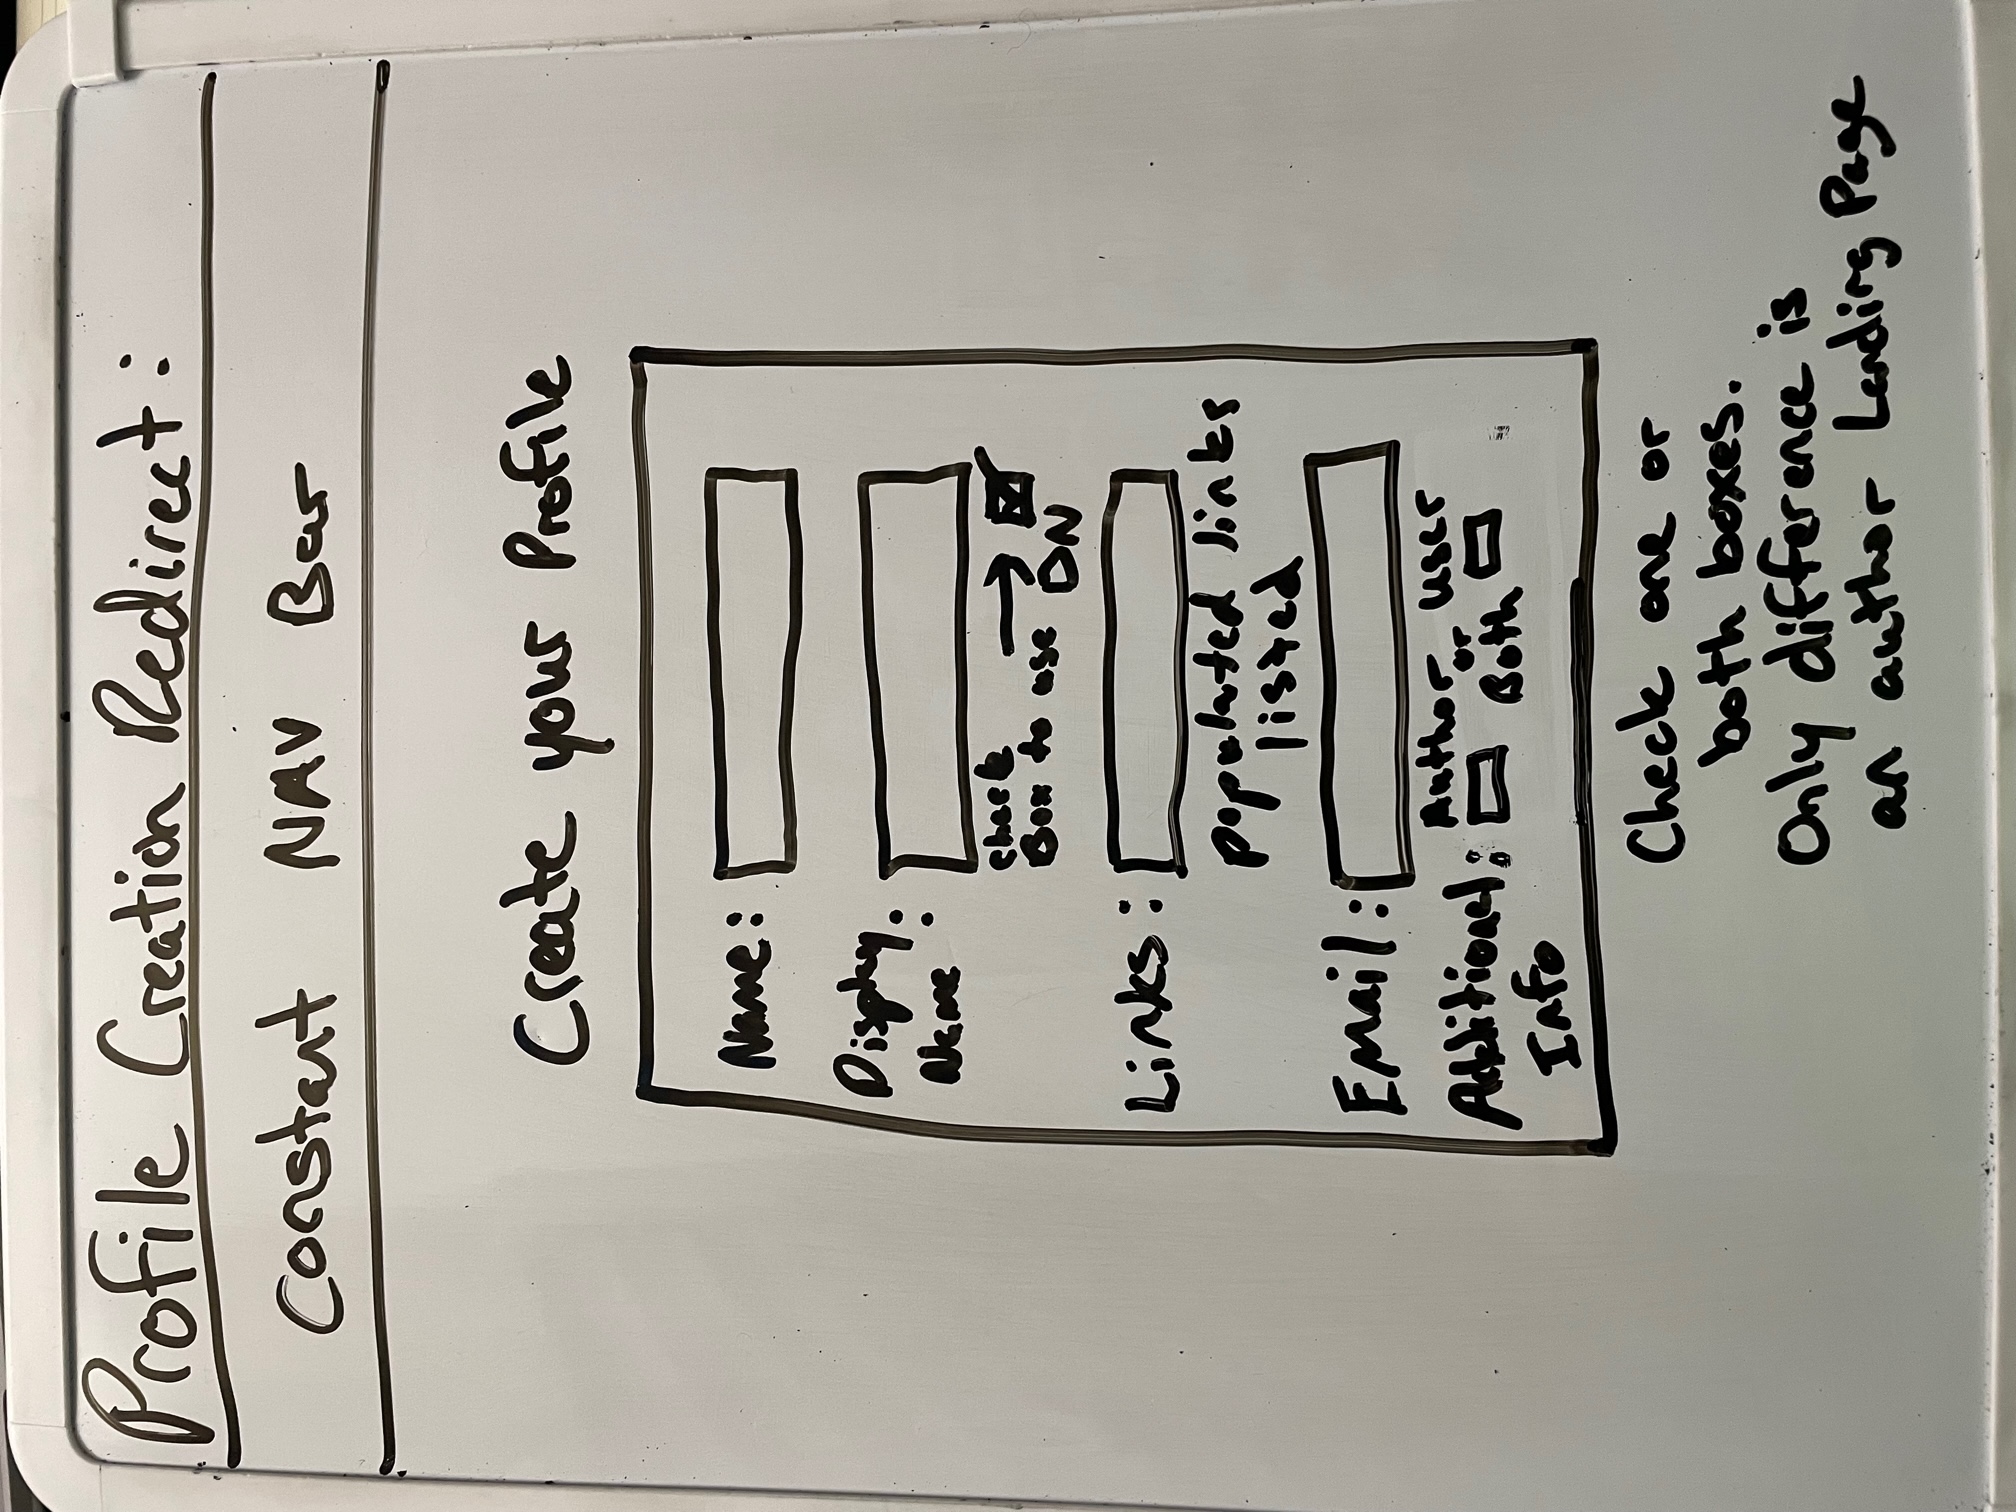 Profile Creation Redirect:
Constant NAV Bar
Create your Profile
Name:
Display
Name :
check
Box to use → DN
Links:
populated links
listed
Email:
Author or User
Additional: Both
Info
Check one or
both boxes.
Only difference is
an author Landing Page